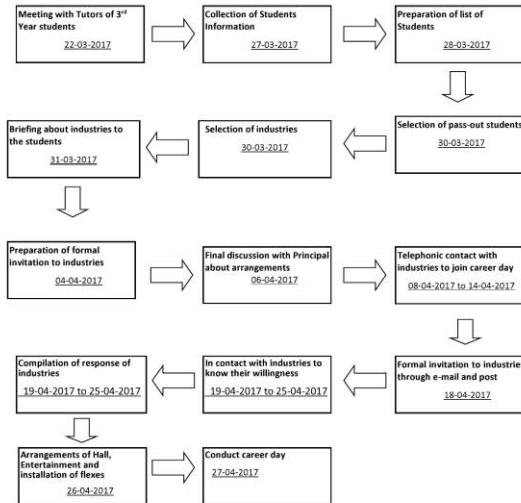 Meeting with Tutors of 3rd
Year students
22-03-2017
Collection of Students
Information
27-03-2017
Preparation of list of
Students
28-03-2017
Selection of pass-out students
30-03-2017
Selection of industries
30-03-2017
Briefing about industries to
the students
31-03-2017
Preparation of formal
invitation to industries
04-04-2017
Final discussion with Principal
about arrangements
06-04-2017
Telephonic contact with
industries to join career day
08-04-2017 to 14-04-2017
Formal invitation to industries
through e-mail and post
18-04-2017
In contact with industries to
know their willingness
19-04-2017 to 25-04-2017
Compilation of response of
industries
19-04-2017 to 25-04-2017
Arrangements of Hall,
Entertainment and
installation of flexes
26-04-2017
Conduct career day
27-04-2017